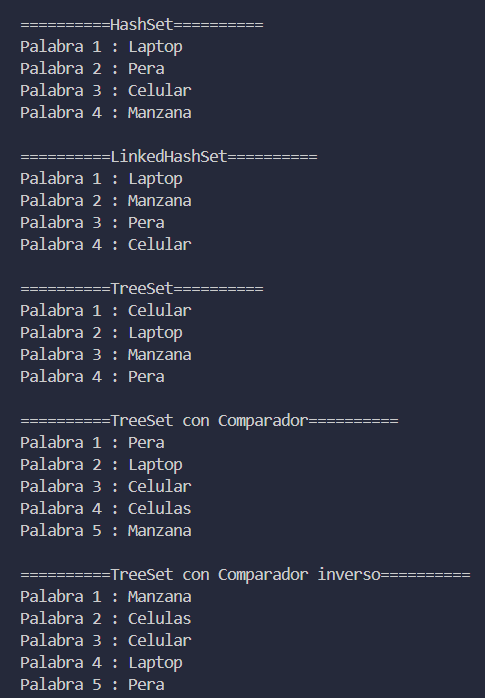 ==========HashSet==========
Palabra 1 : Laptop
Palabra 2 : Pera
Palabra 3 : Celular
Palabra 4 : Manzana

==========LinkedHashSet==========
Palabra 1 : Laptop
Palabra 2 : Manzana
Palabra 3 : Pera
Palabra 4 : Celular

==========TreeSet==========
Palabra 1 : Celular
Palabra 2 : Laptop
Palabra 3 : Manzana
Palabra 4 : Pera

==========TreeSet con Comparador==========
Palabra 1 : Pera
Palabra 2 : Laptop
Palabra 3 : Celular
Palabra 4 : Celulas
Palabra 5 : Manzana

==========TreeSet con Comparador inverso==========
Palabra 1 : Manzana
Palabra 2 : Celulas
Palabra 3 : Celular
Palabra 4 : Laptop
Palabra 5 : Pera